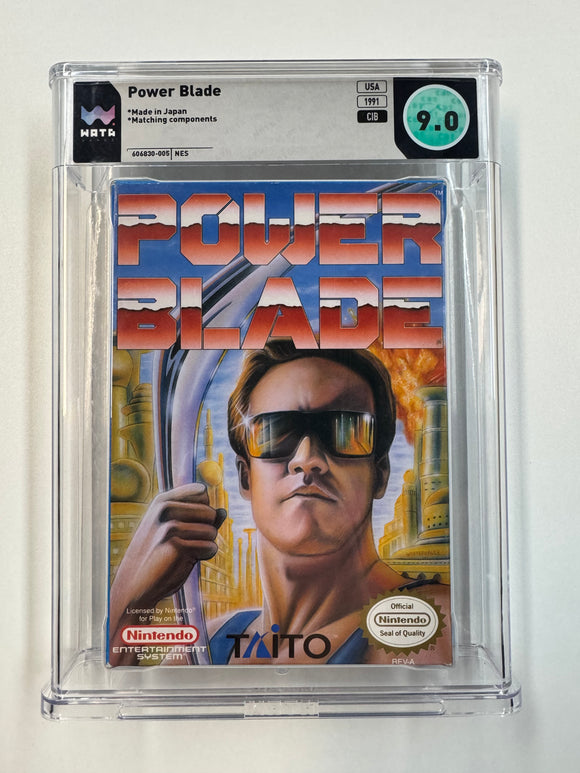 WATA
Power Blade
*Made in Japan
*Matching components
606830-005 NES
USA
1991
CIB
9.0
POWER
BLADE
TM
Licensed by Nintendo®
for Play on the
Nintendo
ENTERTAINMENT
SYSTEM
TAITO
Official
Nintendo
Seal of Quality
REV-A